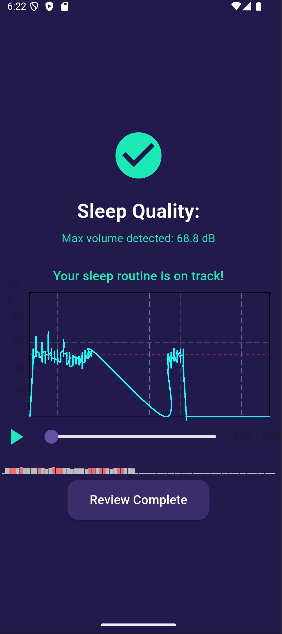 6:22
Sleep Quality:
Max volume detected: 68.8 dB
Your sleep routine is on track!
Review Complete